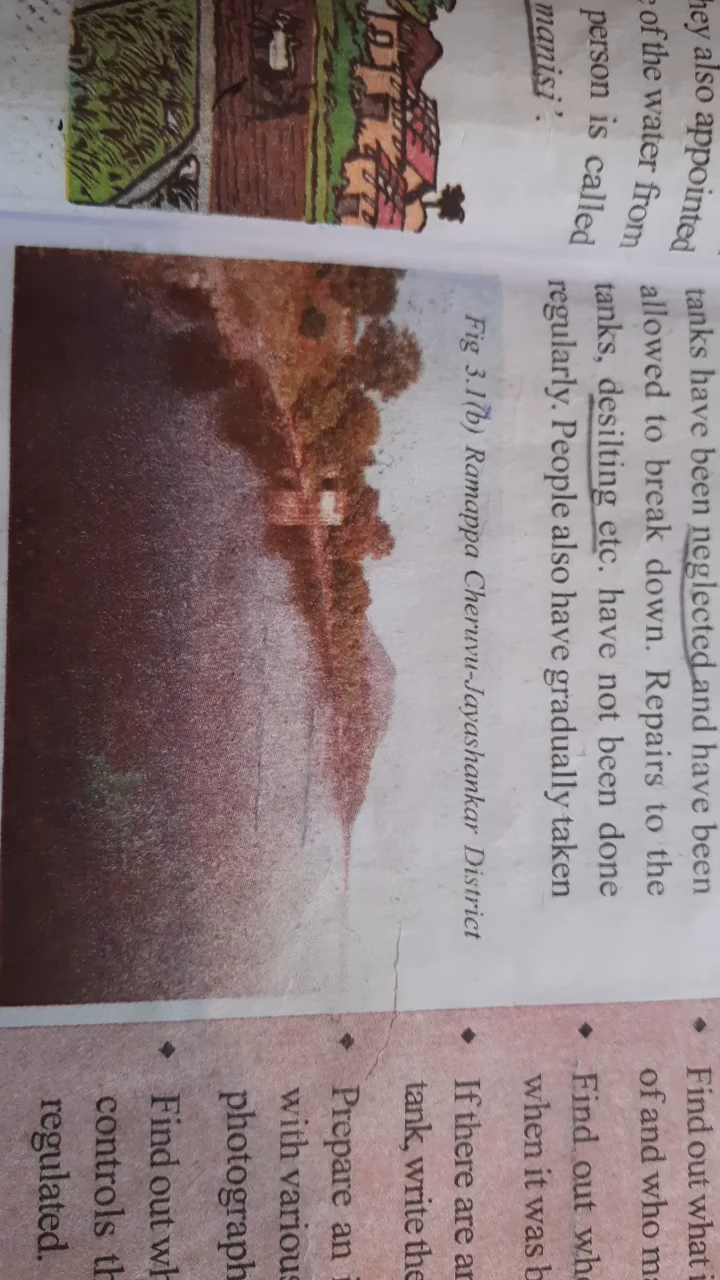 hey also appointed
of the water from
person is called
manisi'.
tanks have been neglected and have been
allowed to break down. Repairs to the
tanks, desilting etc. have not been done
regularly. People also have gradually taken
Fig 3.1(b) Ramappa Cheruvu-Jayashankar District
♦ Find out what
of and who m
♦ Find out wh
when it was b
♦ If there are ar
tank, write the
♦ Prepare an i
with various
photograph
♦ Find out wh
controls th
regulated.